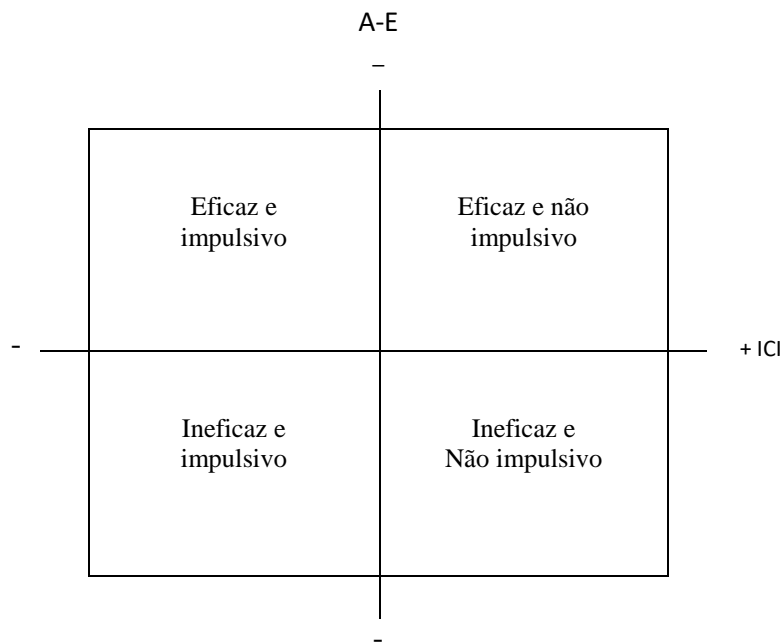 A-E
–
Eficaz e
impulsivo
Eficaz e não
impulsivo
-
+ ICI
Ineficaz e
impulsivo
Ineficaz e
Não impulsivo
-